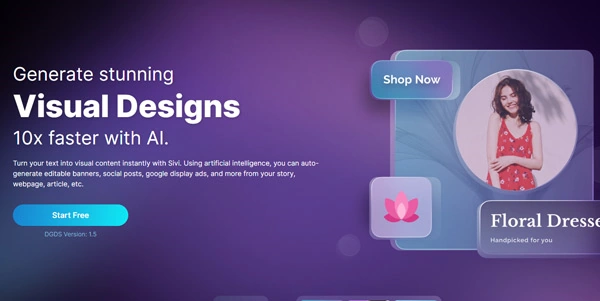 Generate stunning
Visual Designs
10x faster with AI.
Turn your text into visual content instantly with Sivi. Using artificial intelligence, you can auto-
generate editable banners, social posts, google display ads, and more from your story,
webpage, article, etc.
Start Free
DGDS Version: 1.5
Shop Now
Floral Dresse
Handpicked for you